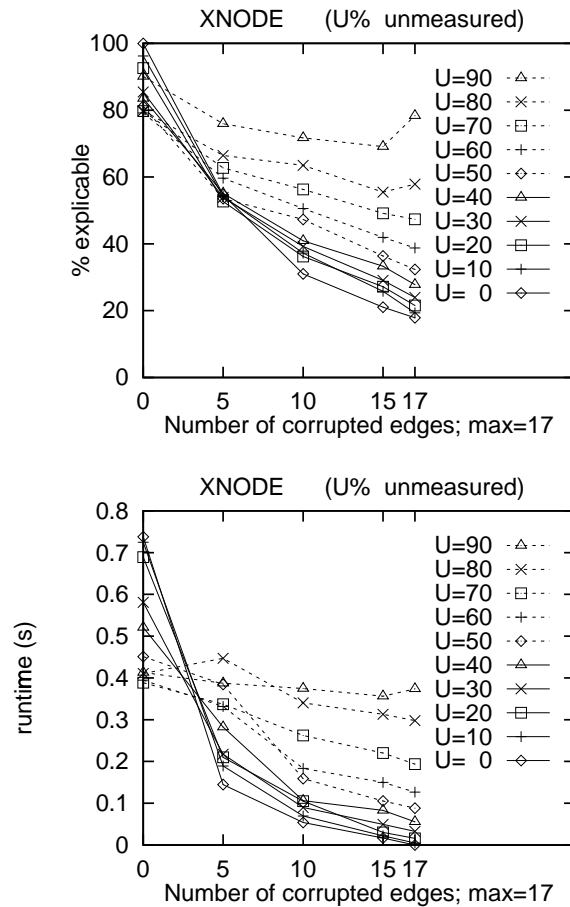 XNODE (U% unmeasured)
100
80
60
40
20
0
% explicable
U=90
U=80
U=70
U=60
U=50
U=40
U=30
U=20
U=10
U= 0
0 5 10 15 17
Number of corrupted edges; max=17
XNODE (U% unmeasured)
0.8
0.7
0.6
0.5
0.4
0.3
0.2
0.1
0
runtime (s)
U=90
U=80
U=70
U=60
U=50
U=40
U=30
U=20
U=10
U= 0
0 5 10 15 17
Number of corrupted edges; max=17